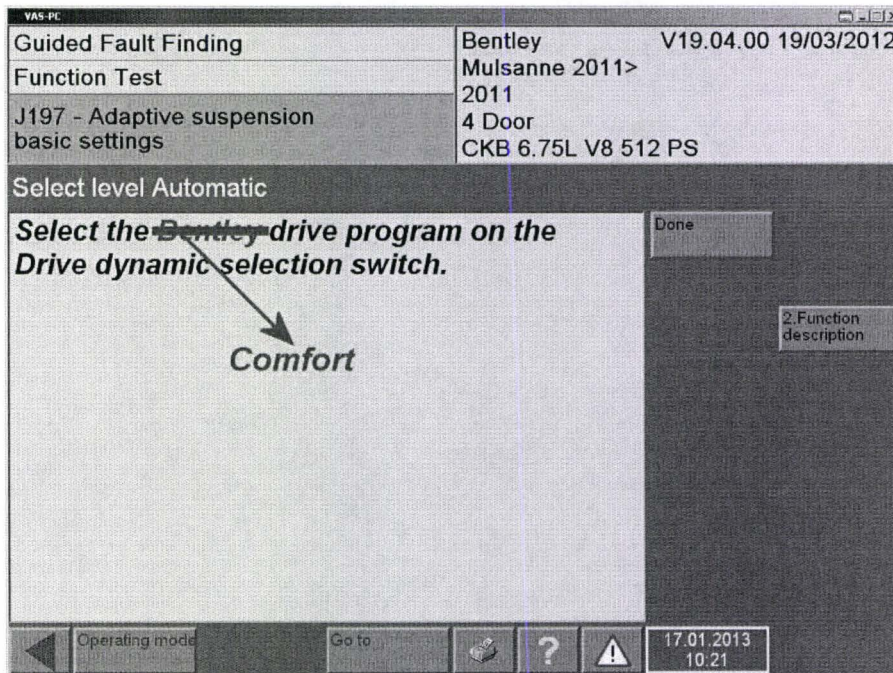 VAS-PC
Guided Fault Finding
Function Test
J197 - Adaptive suspension
basic settings
Bentley V19.04.00 19/03/2012
Mulsanne 2011>
2011
4 Door
CKB 6.75L V8 512 PS
Select level Automatic
Select the Bentley drive program on the
Drive dynamic selection switch.
Comfort
Done
2.Function
description
Operating mode
Go to
?
17.01.2013
10:21